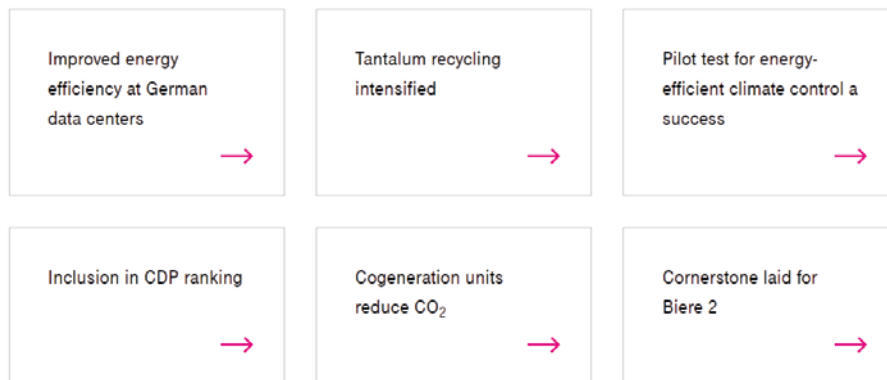 Improved energy
efficiency at German
data centers
Tantalum recycling
intensified
Pilot test for energy-
efficient climate control a
success
Inclusion in CDP ranking
Cogeneration units
reduce CO₂
Cornerstone laid for
Biere 2